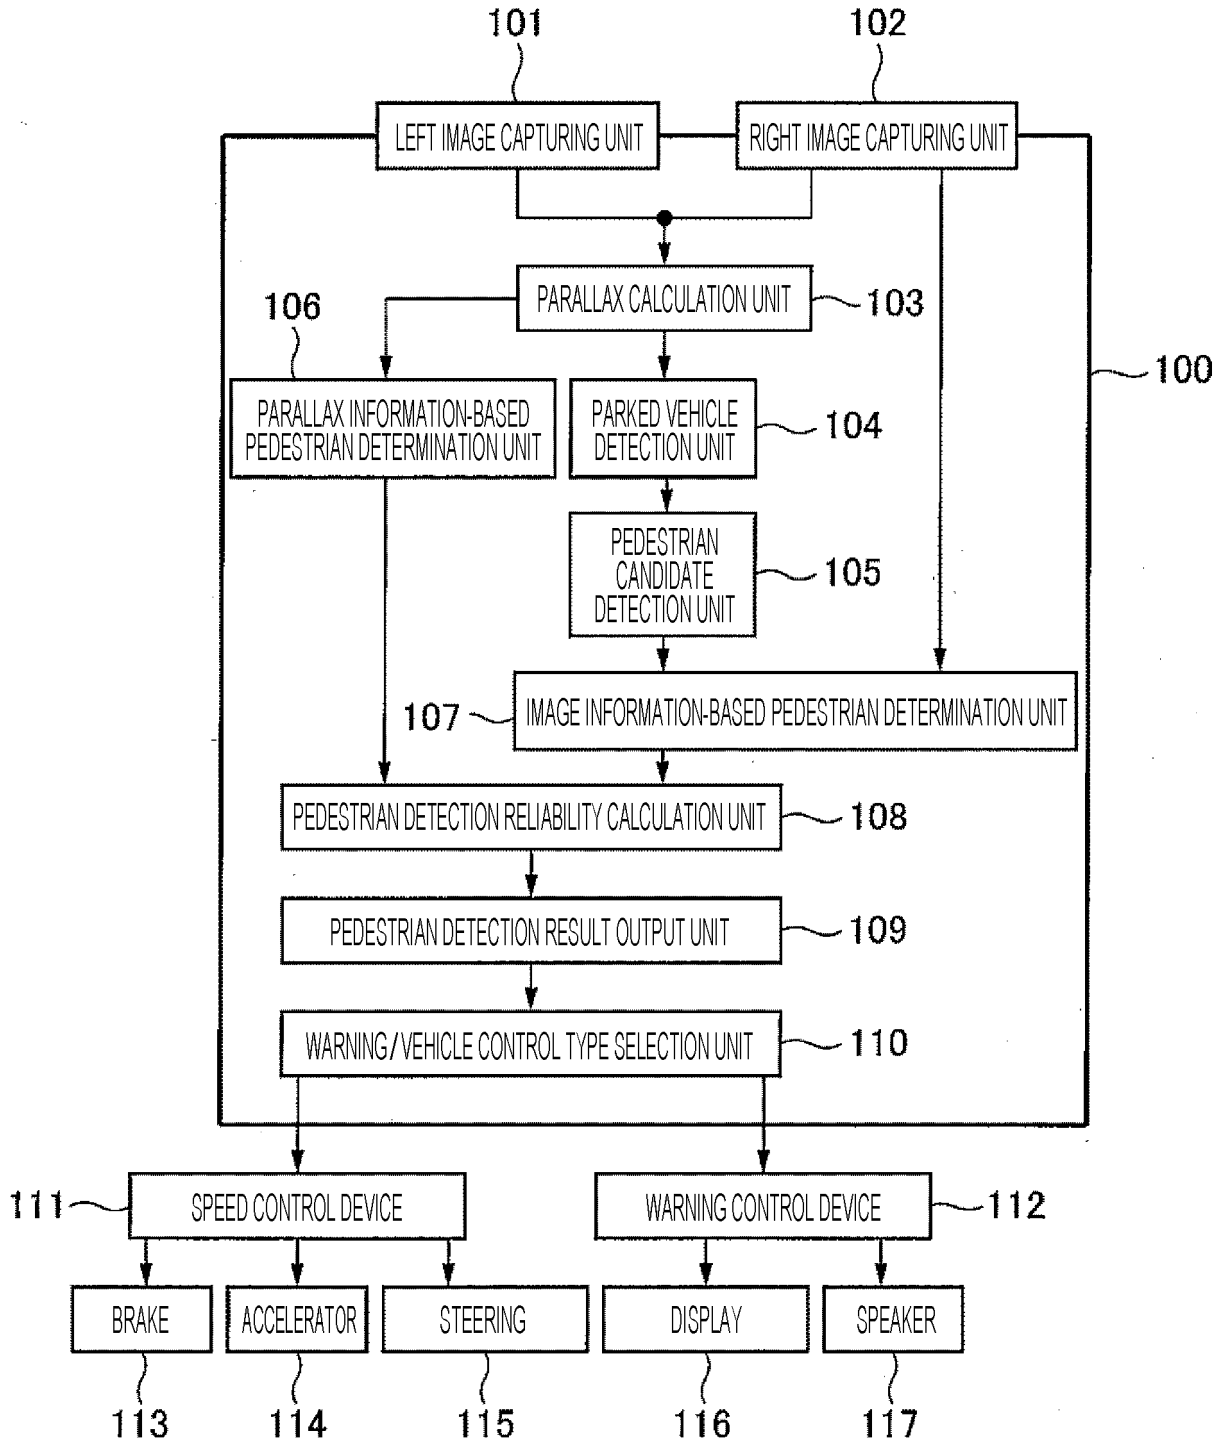 101
102
LEFT IMAGE CAPTURING UNIT
RIGHT IMAGE CAPTURING UNIT
PARALLAX CALCULATION UNIT
103
106
100
PARALLAX INFORMATION-BASED
PEDESTRIAN DETERMINATION UNIT
PARKED VEHICLE
DETECTION UNIT
104
PEDESTRIAN
CANDIDATE
DETECTION UNIT
105
107
IMAGE INFORMATION-BASED PEDESTRIAN DETERMINATION UNIT
PEDESTRIAN DETECTION RELIABILITY CALCULATION UNIT
108
PEDESTRIAN DETECTION RESULT OUTPUT UNIT
109
WARNING/VEHICLE CONTROL TYPE SELECTION UNIT
110
111
SPEED CONTROL DEVICE
WARNING CONTROL DEVICE
112
BRAKE
ACCELERATOR
STEERING
DISPLAY
SPEAKER
113
114
115
116
117